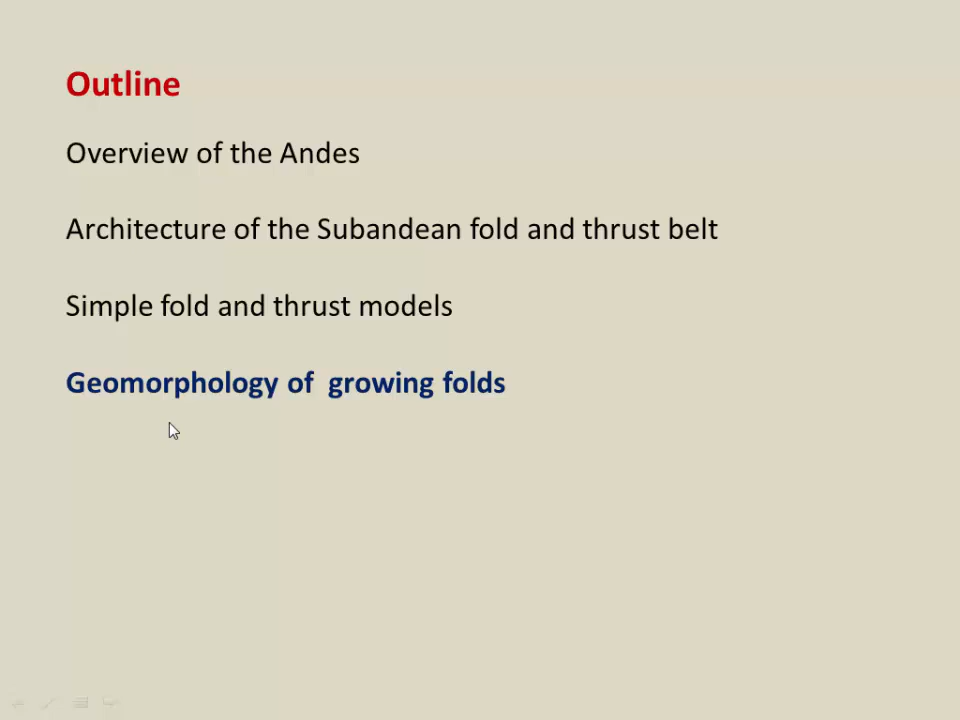 Outline
Overview of the Andes
Architecture of the Subandean fold and thrust belt
Simple fold and thrust models
Geomorphology of  growing folds